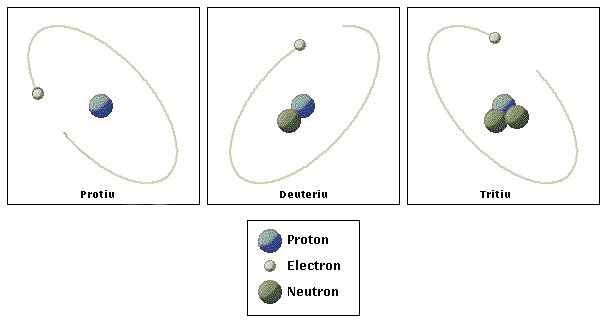 Protiu
Deuteriu
Tritiu
Proton
Electron
Neutron